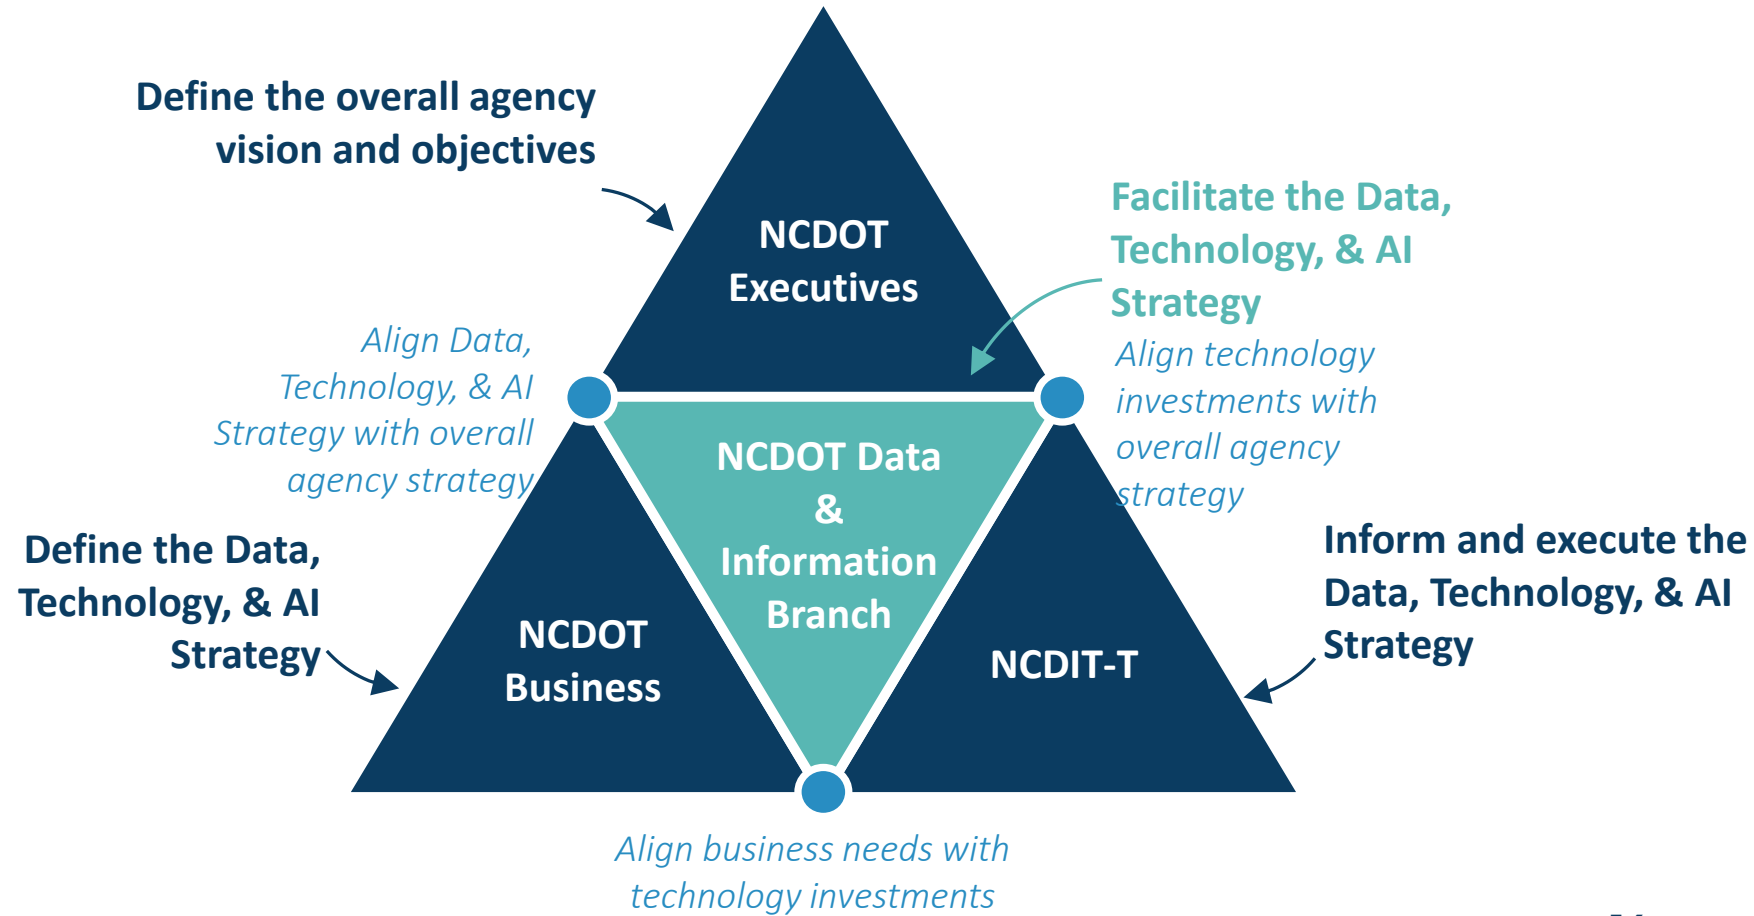 Define the overall agency
vision and objectives
NCDOT
Executives
Facilitate the Data,
Technology, & AI
Strategy
Align Data,
Technology, & AI
Strategy with overall
agency strategy
Align technology
investments with
overall agency
strategy
NCDOT Data
&
Information
Branch
Define the Data,
Technology, & AI
Strategy
NCDOT
Business
NCDIT-T
Inform and execute the
Data, Technology, & AI
Strategy
Align business needs with
technology investments